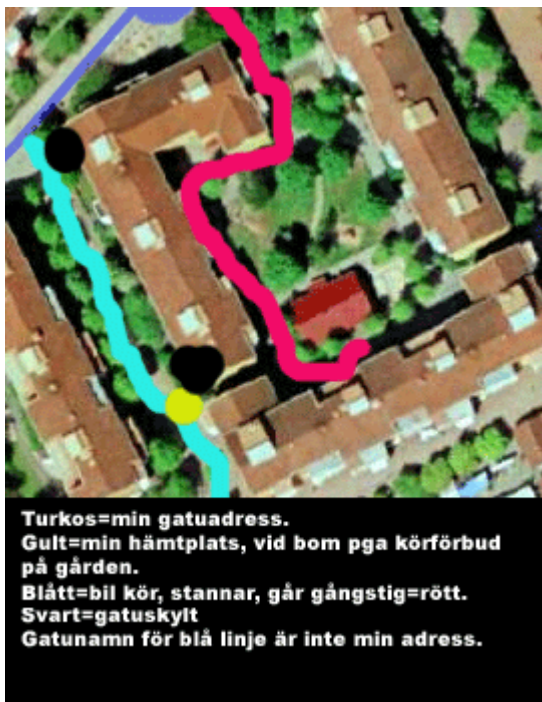 Turkos=min gatuadress.
Gult=min hämtplats, vid bom pga körförbud
på gården.
Blått=bil kör, stannar, går gångstig=rött.
Svart=gatuskylt
Gatunamn för blå linje är inte min adress.